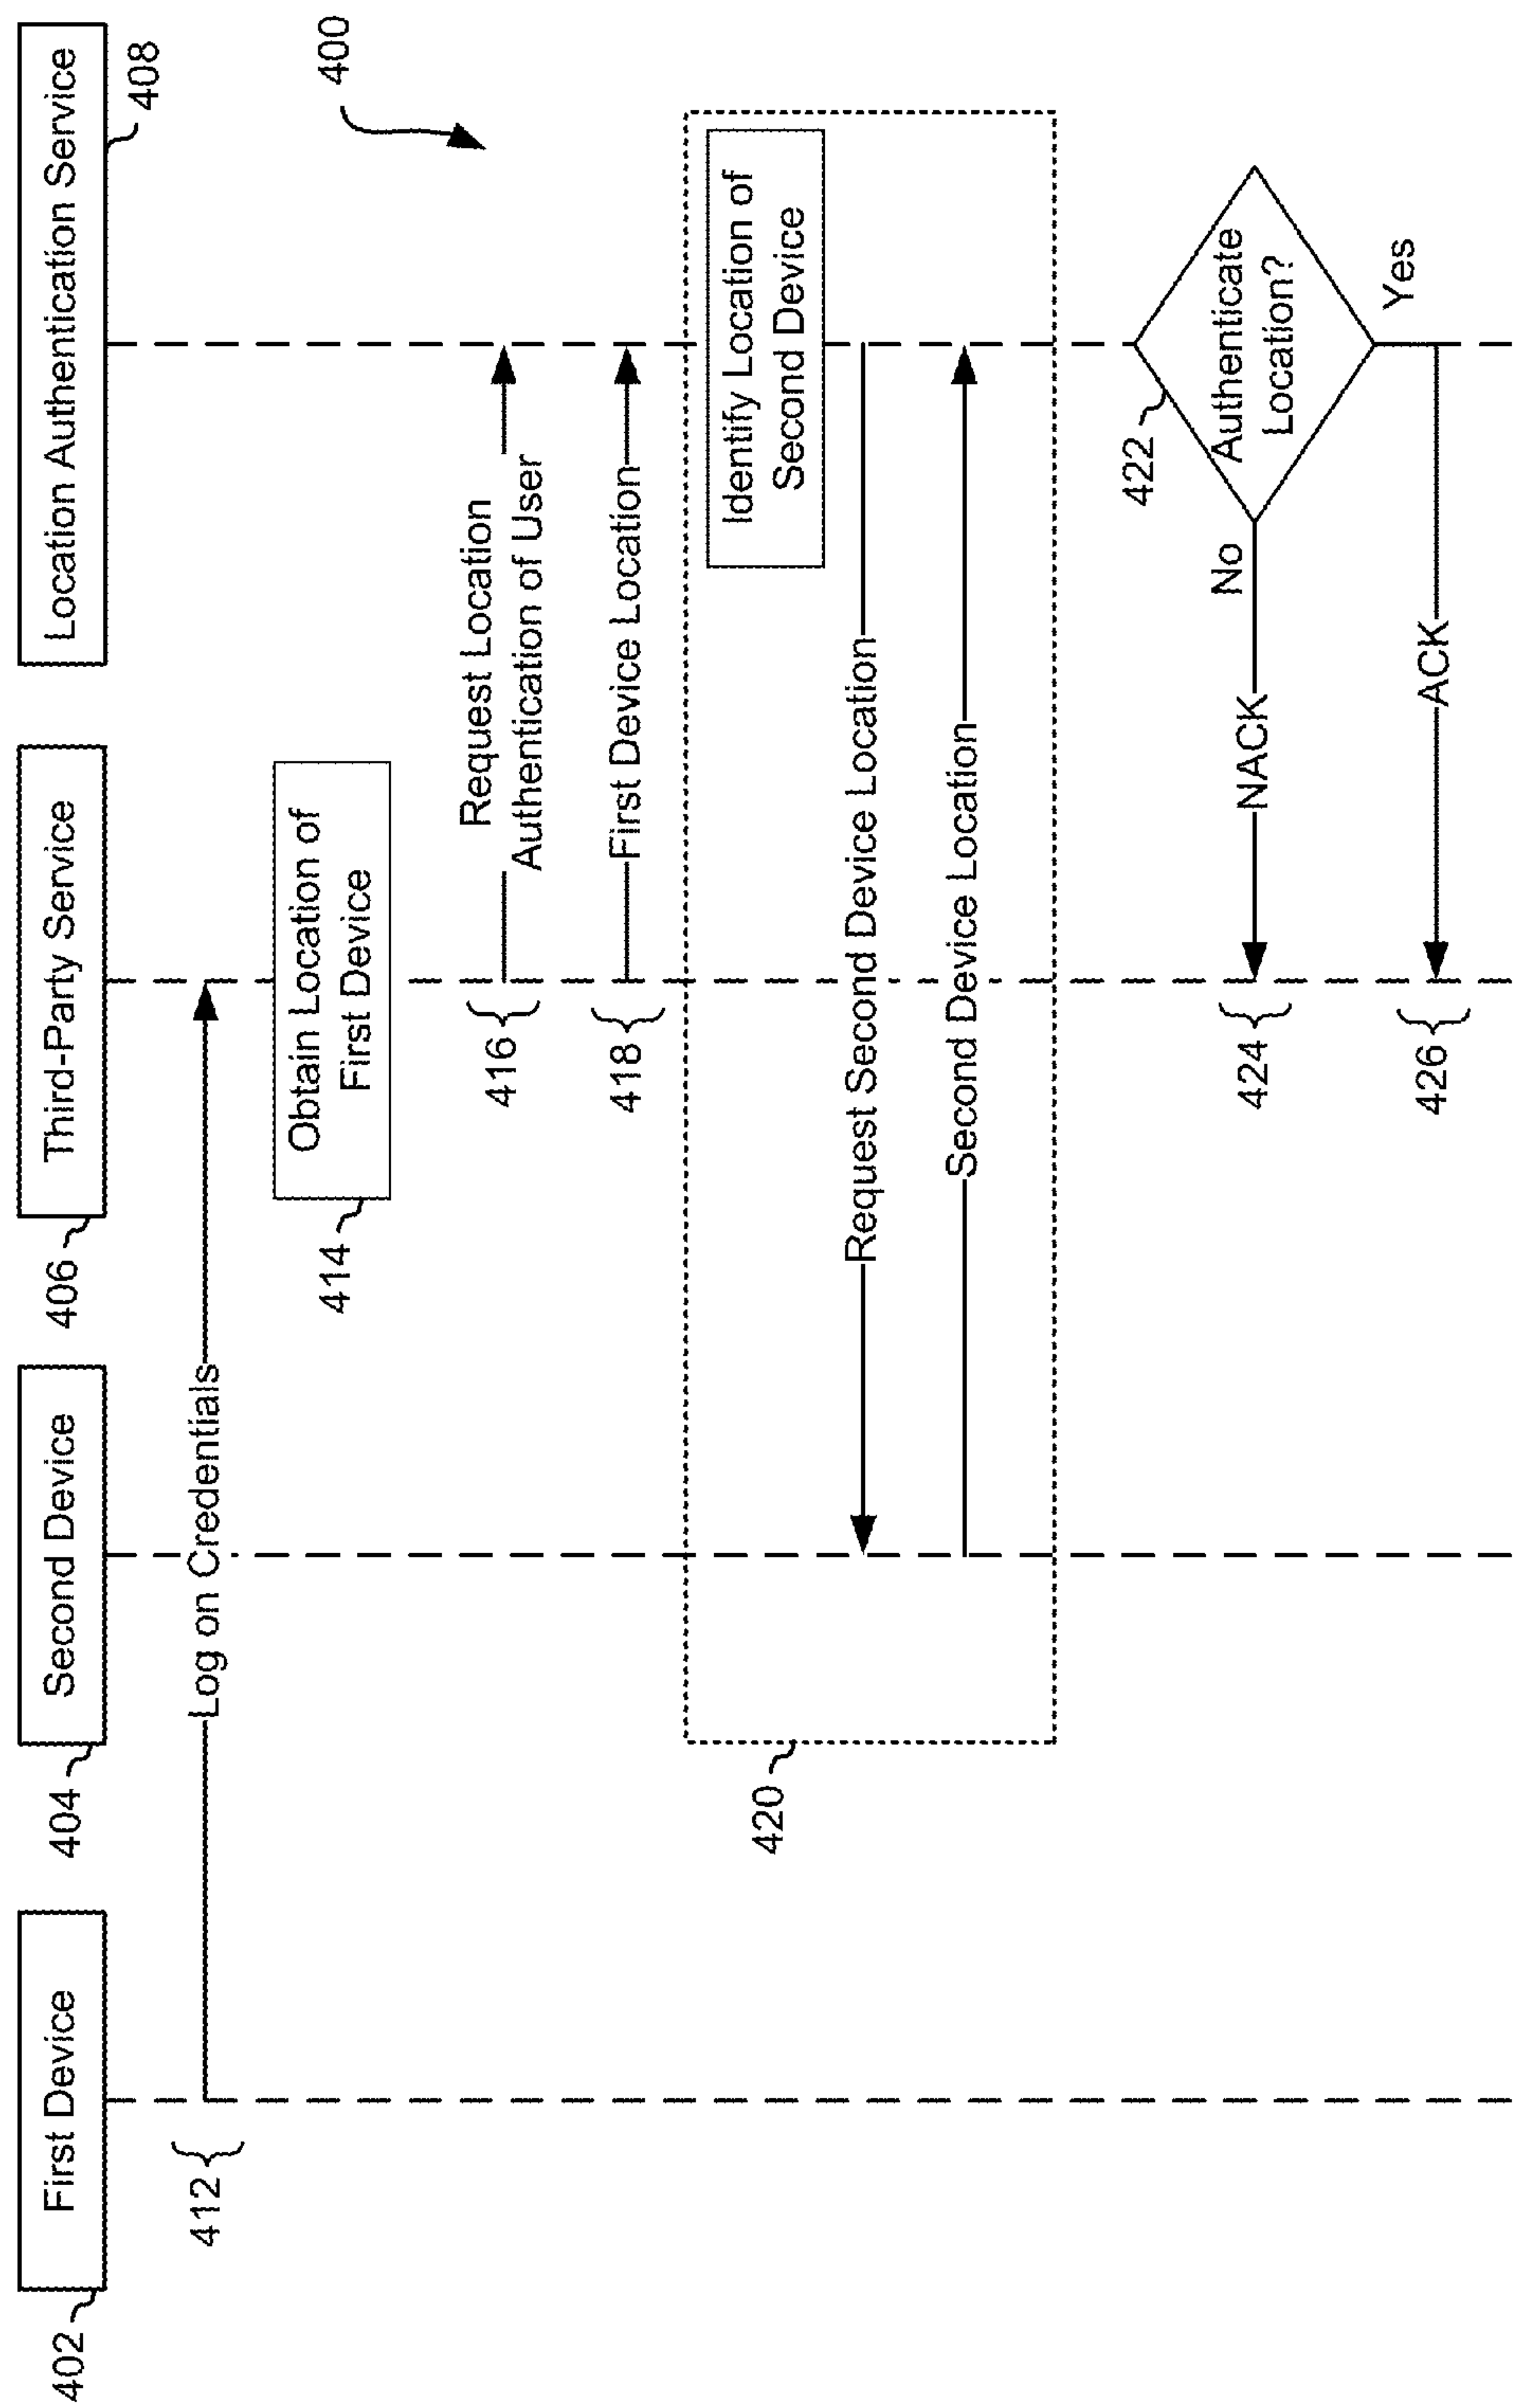 402
First Device
404
Second Device
406
Third-Party Service
Location Authentication Service
408
412
Log on Credentials
400
414
Obtain Location of
First Device
416
Request Location
Authentication of User
418
First Device Location
420
Identify Location of
Second Device
Request Second Device Location
Second Device Location
422
Authenticate
Location?
No
NACK
424
Yes
ACK
426